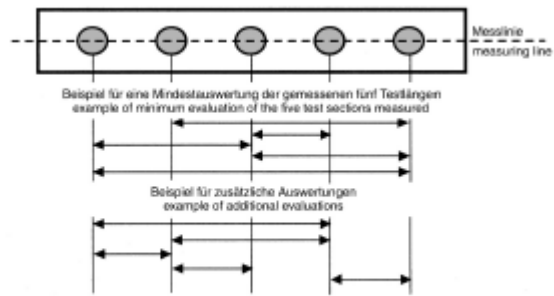 Messlinie
measuring line
Beispiel für eine Mindestauswertung der gemessenen fünf Testlängen
example of minimum evaluation of the five test sections measured
Beispiel für zusätzliche Auswertungen
example of additional evaluations